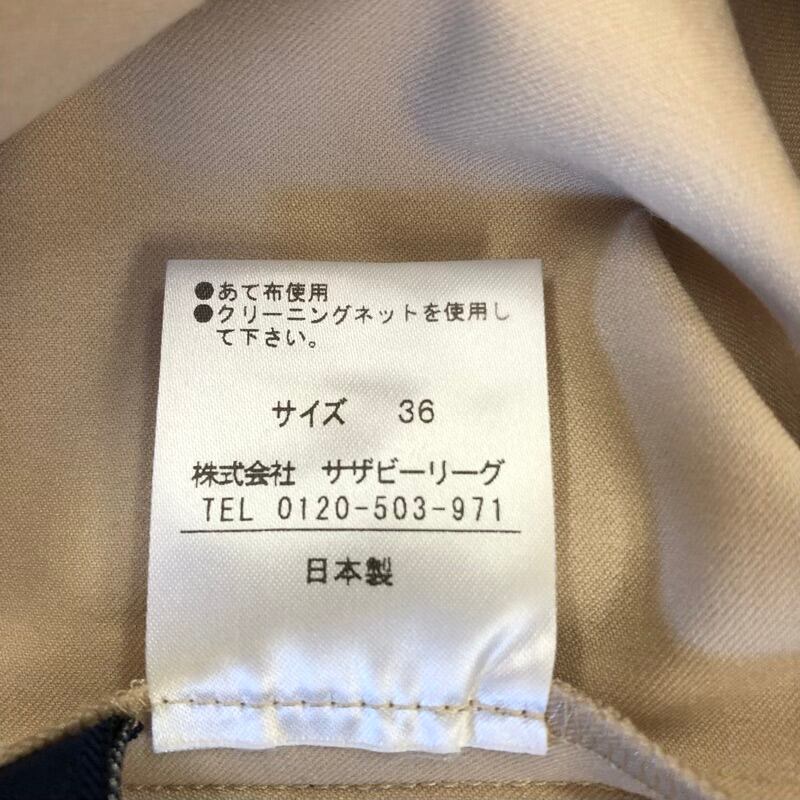 ●あて布使用
●クリーニングネットを使用し
て下さい。
サイズ 36
株式会社 サザビーリーグ
TEL 0120-503-971
日本製